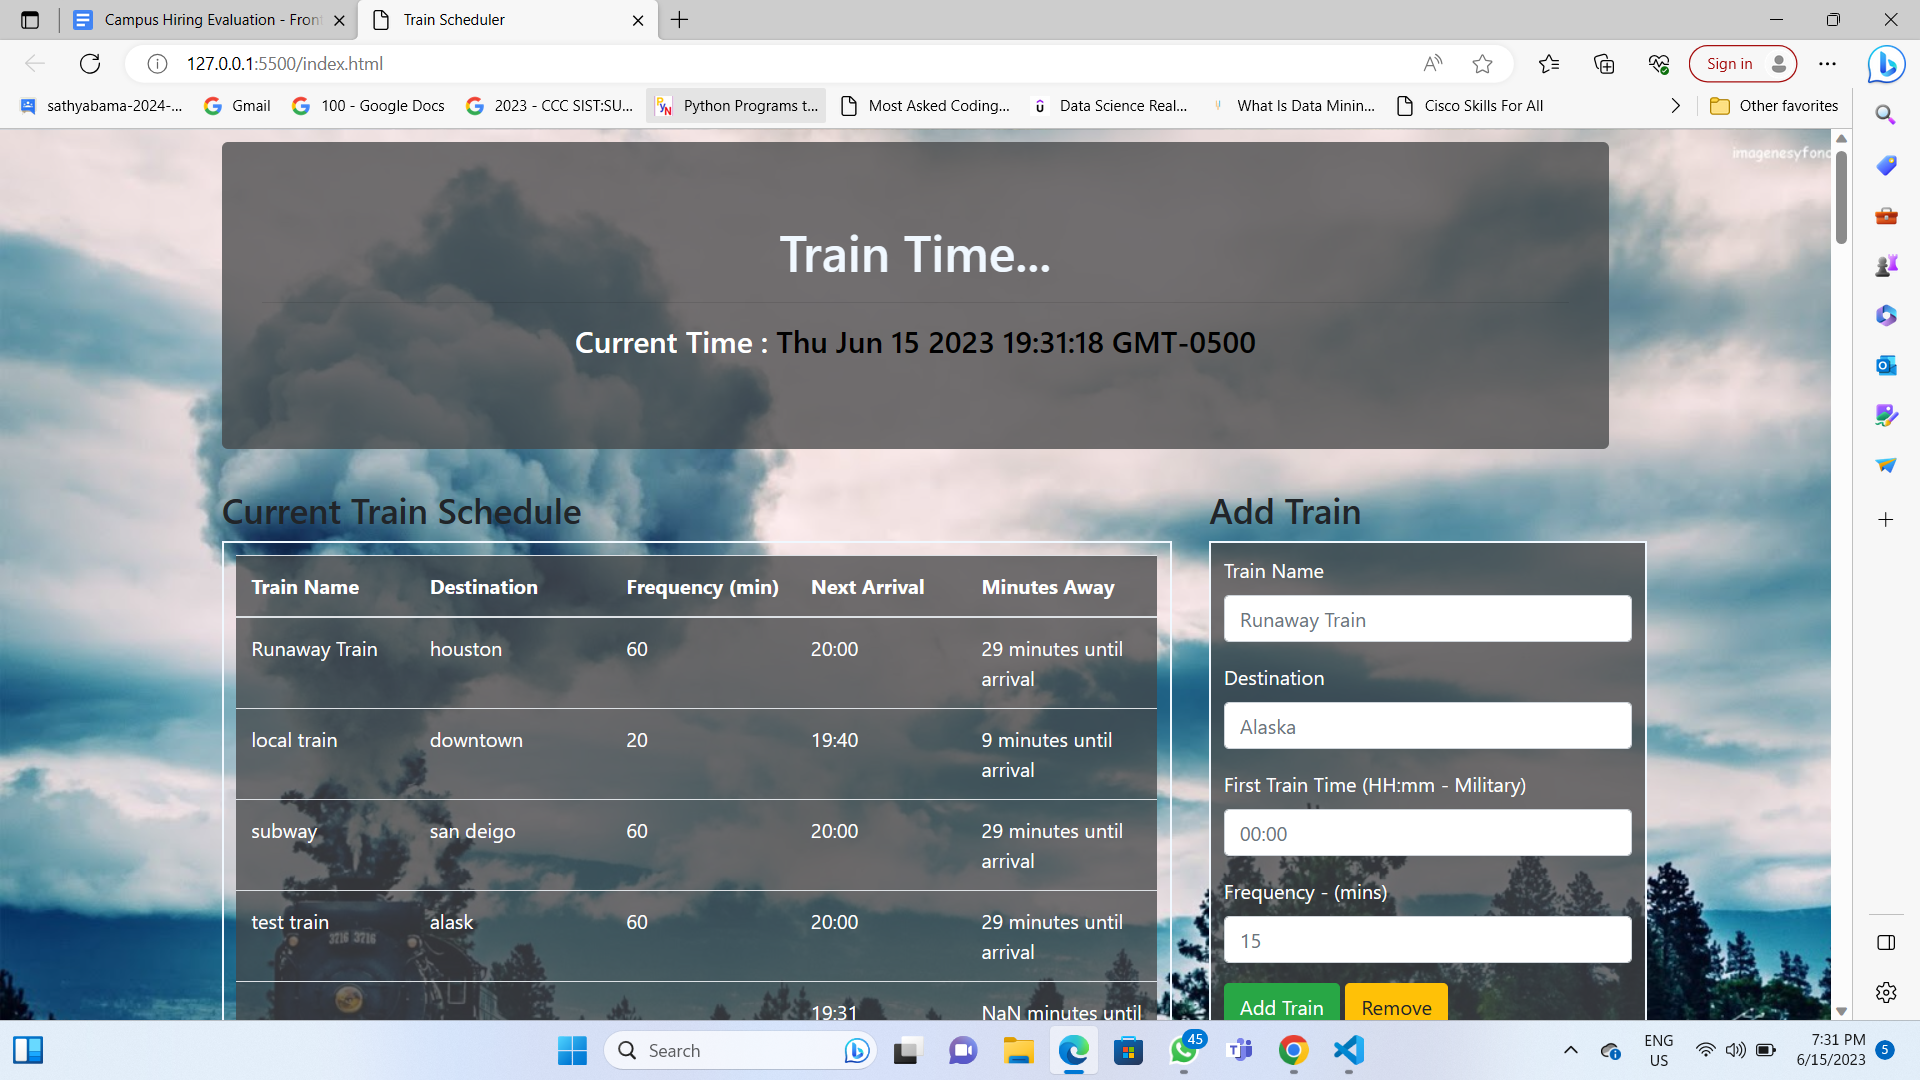 Campus Hiring Evaluation - Fron
Train Scheduler
127.0.0.1:5500/index.html
Sign in
sathyabama-2024-...
Gmail
100 - Google Docs
2023 - CCC SIST:SU...
Python Programs t...
Most Asked Coding...
Data Science Real...
What Is Data Minin...
Cisco Skills For All
Other favorites
imagenesyfond
Train Time...
Current Time : Thu Jun 15 2023 19:31:18 GMT-0500
Current Train Schedule
Train Name Destination Frequency (min) Next Arrival Minutes Away
Runaway Train houston 60 20:00 29 minutes until
arrival
local train downtown 20 19:40 9 minutes until
arrival
subway san deigo 60 20:00 29 minutes until
arrival
test train alask 60 20:00 29 minutes until
arrival
19:31 NaN minutes until
3716 3716
Add Train
Train Name
Runaway Train
Destination
Alaska
First Train Time (HH:mm - Military)
00:00
Frequency - (mins)
15
Add Train Remove
Search
45
ENG
US
7:31 PM
6/15/2023
5